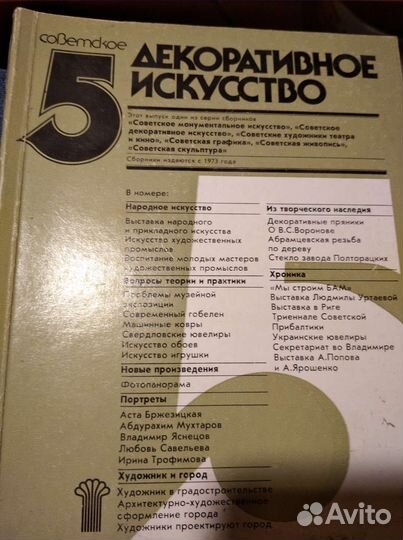 советское
5 ДЕКОРАТИВНОЕ
ИСКУССТВО
Этот выпуск один из серии сборников
«Советское монументальное искусство», «Советское
декоративное искусство», «Советские художники театра
и кино», «Советская графика», «Советская живопись»,
«Советская скульптура»
Сборники издаются с 1973 года
В номере:
Народное искусство
Выставка народного
и прикладного искусства
Искусство художественных
промыслов
Воспитание молодых мастеров
художественных промыслов
Вопросы теории и практики
Проблемы музейной
экспозиции
Современный гобелен
Машинные ковры
Свердловские ювелиры
Искусство обоев
Искусство игрушки
Новые произведения
Фотопанорама
Портреты
Аста Бржезицкая
Абдурахим Мухтаров
Владимир Яснецов
Любовь Савельева
Ирина Трофимова
Художник и город
Художник в градостроительстве
Архитектурно-художественное
оформление города
Художники проектируют город
Из творческого наследия
Декоративные пряники
О В.С.Воронове
Абрамцевская резьба
по дереву
Стекло завода Полторацких
Хроника
«Мы строим БАМ»
Выставка Людмилы Уртаевой
Выставка в Риге
Триеннале Советской
Прибалтики
Украинские ювелиры
Секретариат во Владимире
Выставка А.Попова
и А.Ярошенко
Avito